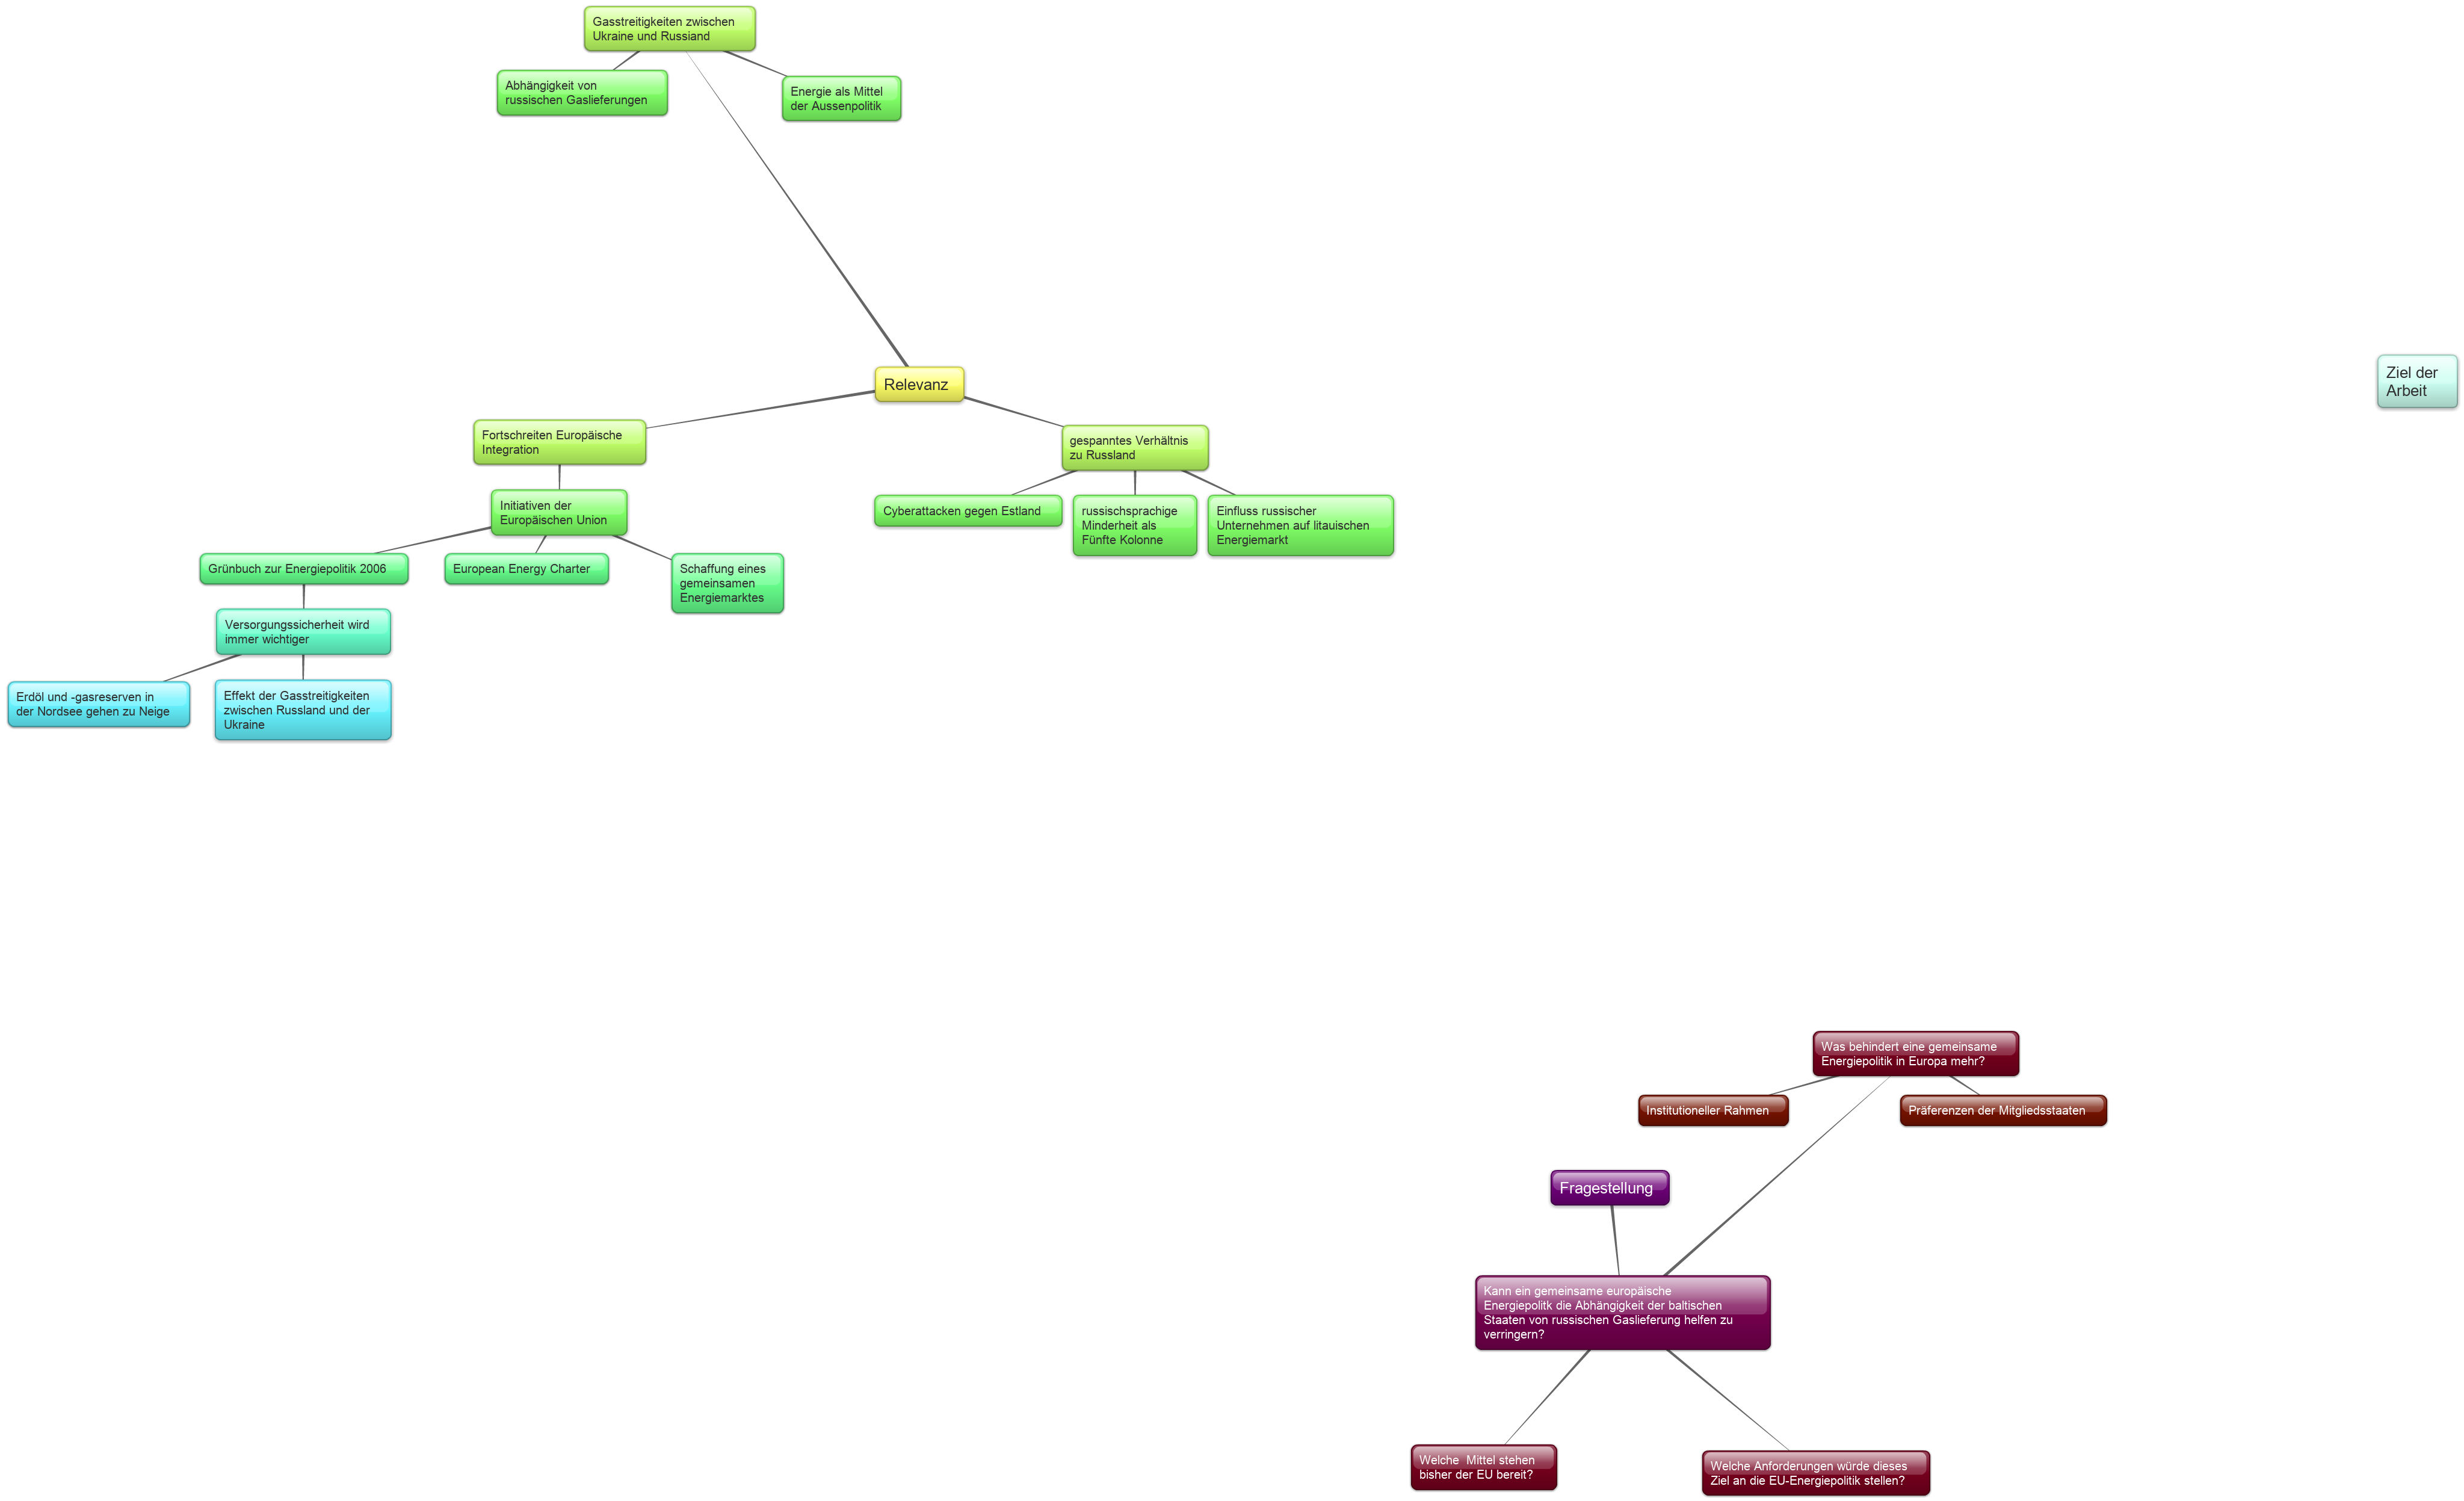 Gasstreitigkeiten zwischen
Ukraine und Russiand
Abhängigkeit von
russischen Gaslieferungen
Energie als Mittel
der Aussenpolitik
Relevanz
Ziel der
Arbeit
Fortschreiten Europäische
Integration
gespanntes Verhältnis
zu Russland
Initiativen der
Europäischen Union
Cyberattacken gegen Estland
russischsprachige
Minderheit als
Fünfte Kolonne
Einfluss russischer
Unternehmen auf litauischen
Energiemarkt
Grünbuch zur Energiepolitik 2006
European Energy Charter
Schaffung eines
gemeinsamen
Energiemarktes
Versorgungssicherheit wird
immer wichtiger
Erdöl und -gasreserven in
der Nordsee gehen zu Neige
Effekt der Gasstreitigkeiten
zwischen Russland und der
Ukraine
Was behindert eine gemeinsame
Energiepolitik in Europa mehr?
Institutioneller Rahmen
Präferenzen der Mitgliedsstaaten
Fragestellung
Kann ein gemeinsame europäische
Energiepolitk die Abhängigkeit der baltischen
Staaten von russischen Gaslieferung helfen zu
verringern?
Welche  Mittel stehen
bisher der EU bereit?
Welche Anforderungen würde dieses
Ziel an die EU-Energiepolitik stellen?